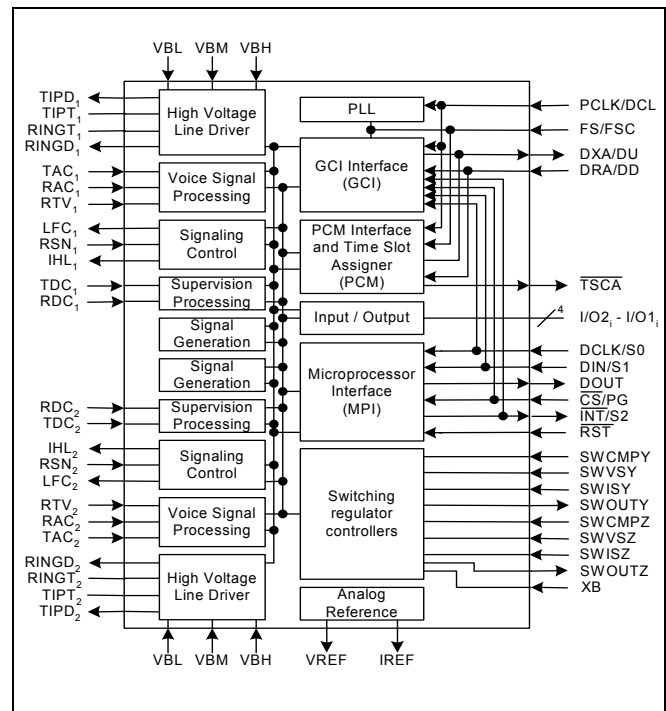 VBL VBM VBH
TIPD1
TIPT1
RINGT1
RINGD1
High Voltage
Line Driver
TAC1
RAC1
RTV1
Voice Signal
Processing
LFC1
RSN1
IHL1
Signaling
Control
TDC1
RDC1
Supervision
Processing
Signal
Generation
Signal
Generation
RDC2
TDC2
Supervision
Processing
IHL2
RSN2
LFC2
Signaling
Control
RTV2
RAC2
TAC2
Voice Signal
Processing
RINGD2
RINGT2
TIPT2
TIPD2
High Voltage
Line Driver
VBL VBM VBH
PLL
GCI Interface
(GCI)
PCM Interface
and Time Slot
Assigner
(PCM)
Input / Output
Microprocessor
Interface
(MPI)
Switching
regulator
controllers
Analog
Reference
VREF IREF
PCLK/DCL
FS/FSC
DXA/DU
DRA/DD
TSCA
4
I/O2i - I/O1i
DCLK/S0
DIN/S1
DOUT
CS/PG
INT/S2
RST
SWCMPY
SWVSY
SWISY
SWOUTY
SWCMPZ
SWVSZ
SWISZ
SWOUTZ
XB